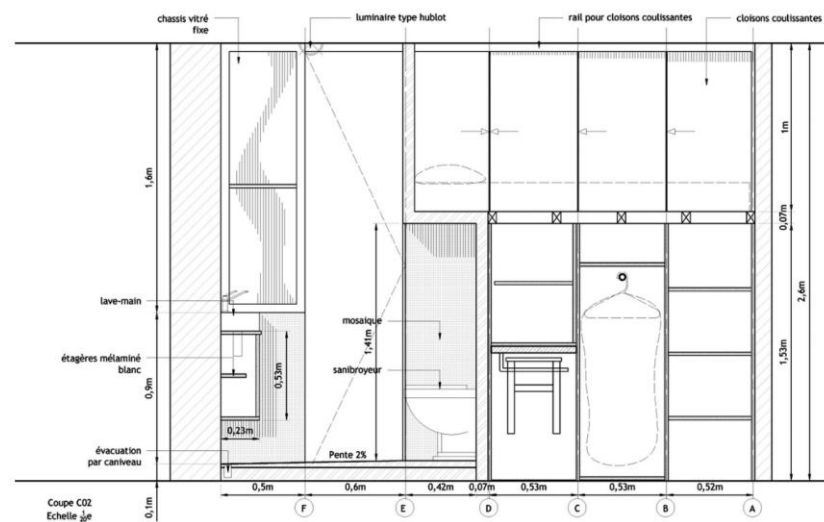 chassis vitré
fixe
luminaire type hublot
rail pour cloisons coulissantes
cloisons coulissantes
1,6m
1m
0,07m
2,6m
lave-main
mosaïque
1,41m
1,53m
étagères mélaminé
blanc
0,53m
sanibroyeur
0,9m
0,23m
évacuation
par caniveau
Pente 2%
0,5m
0,6m
0,42m
0,07m
0,53m
0,53m
0,52m
0,1m
Coupe C02
Echelle 1/20e
F
E
D
C
B
A